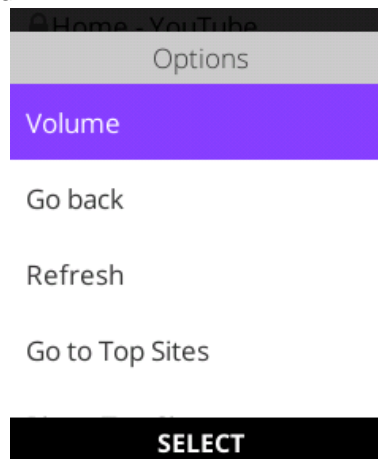 Home - YouTube
Options
Volume
Go back
Refresh
Go to Top Sites
SELECT